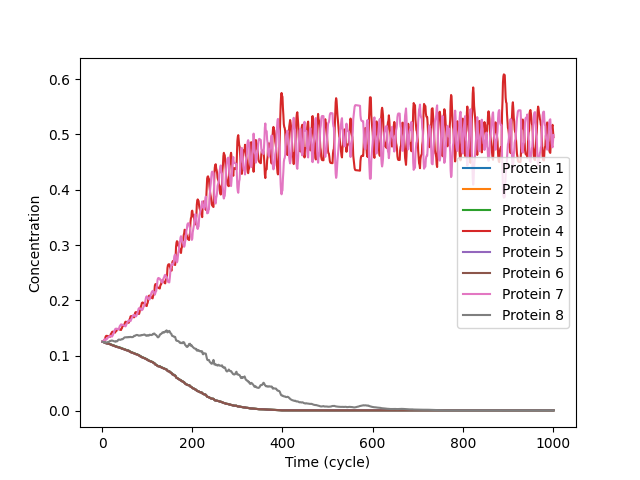 0.6
0.5
0.4
0.3
0.2
0.1
0.0
Concentration
0 200 400 600 800 1000
Time (cycle)
Protein 1
Protein 2
Protein 3
Protein 4
Protein 5
Protein 6
Protein 7
Protein 8